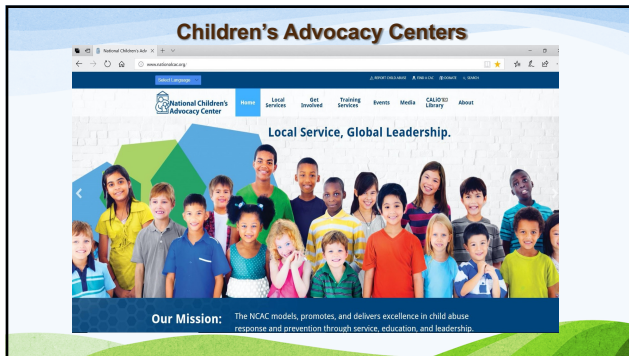 Children's Advocacy Centers
National Children's Adv
www.nationalcac.org/
Select Language
REPORT CHILD ABUSE FIND A CAC DONATE SEARCH
National Children's Advocacy Center
Home Local Services Get Involved Training Services Events Media CALiO Library About
Local Service, Global Leadership.
Our Mission: The NCAC models, promotes, and delivers excellence in child abuse
response and prevention through service, education, and leadership.